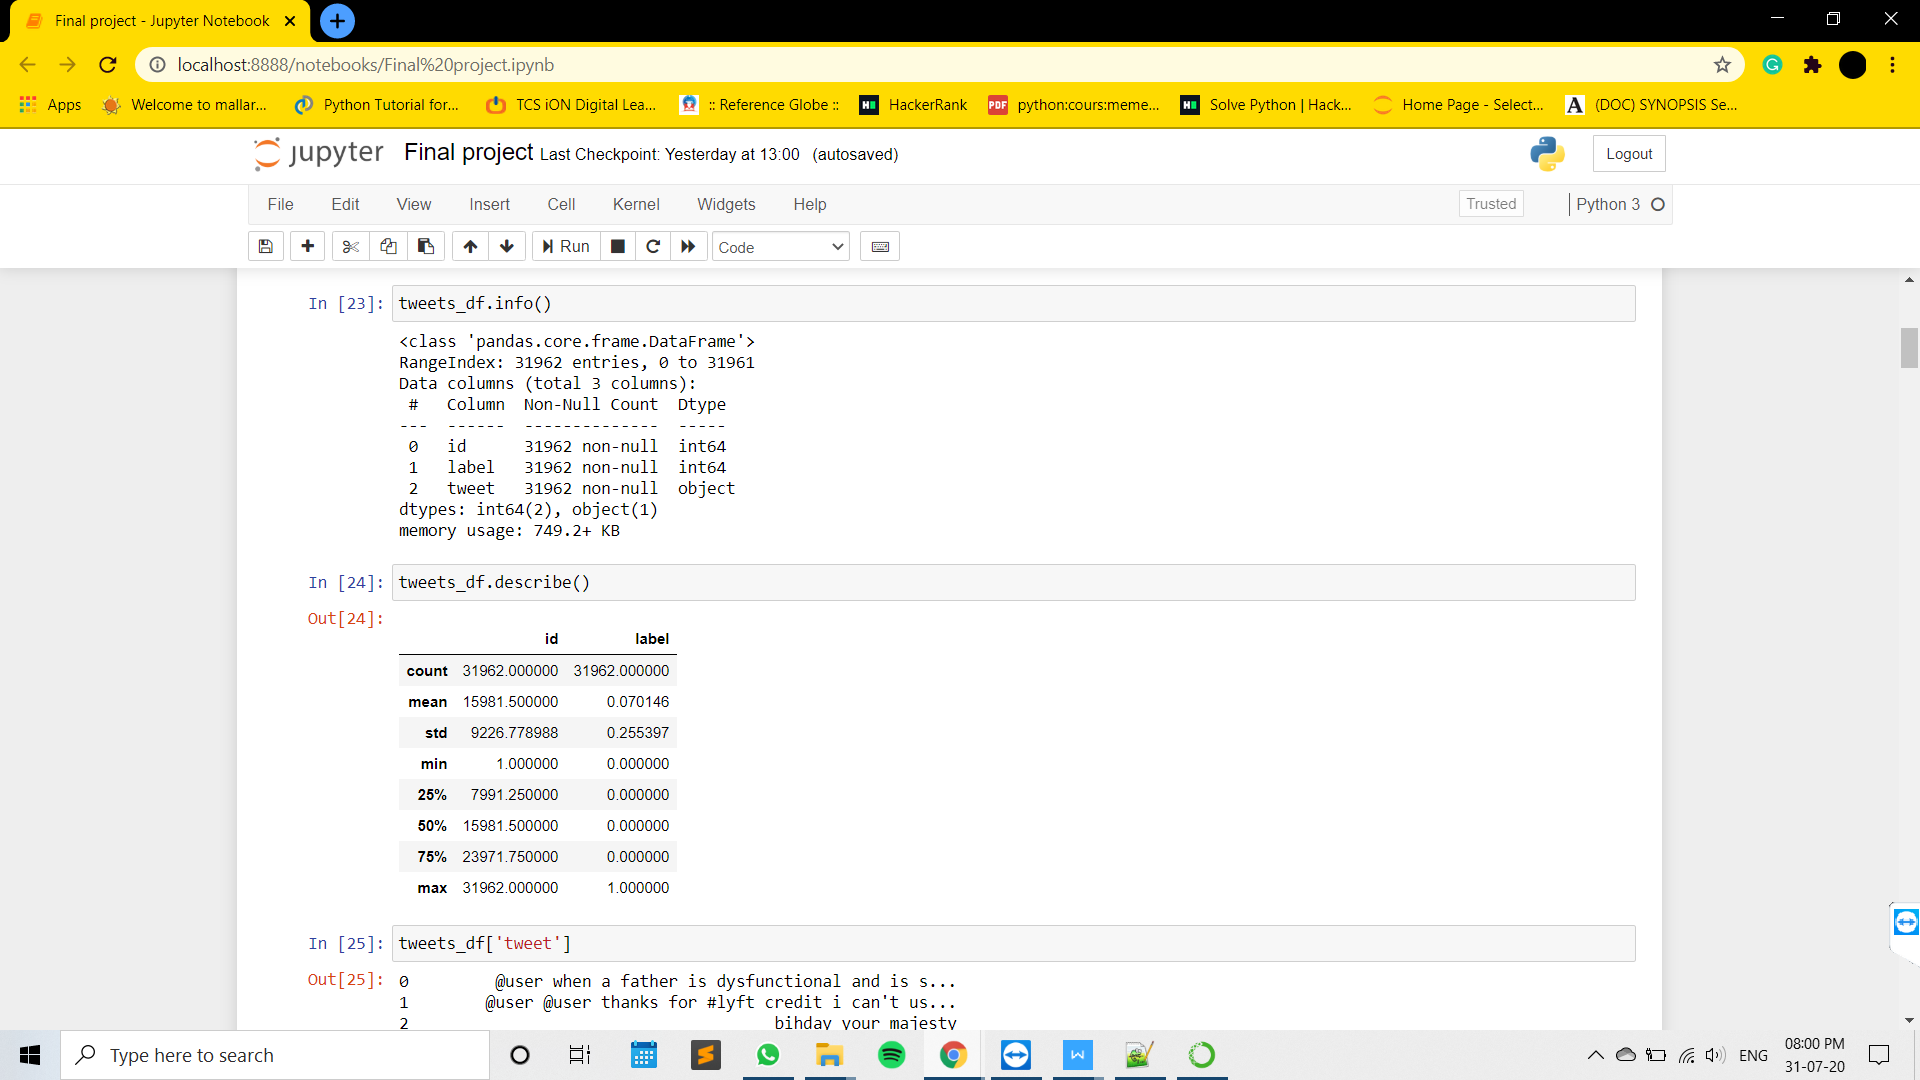 Final project - Jupyter Notebook
localhost:8888/notebooks/Final%20project.ipynb
Apps Welcome to mallar... Python Tutorial for... TCS iON Digital Lea... :: Reference Globe :: HackerRank PDF python:cours:meme... Solve Python | Hack... Home Page - Select... A (DOC) SYNOPSIS Se...
jupyter Final project Last Checkpoint: Yesterday at 13:00 (autosaved) Logout
File Edit View Insert Cell Kernel Widgets Help Trusted Python 3
Run Code
In [23]: tweets_df.info()
<class 'pandas.core.frame.DataFrame'>
RangeIndex: 31962 entries, 0 to 31961
Data columns (total 3 columns):
# Column Non-Null Count Dtype
--- ------ -------------- -----
0 id 31962 non-null int64
1 label 31962 non-null int64
2 tweet 31962 non-null object
dtypes: int64(2), object(1)
memory usage: 749.2+ KB
In [24]: tweets_df.describe()
Out[24]:
id label
count 31962.000000 31962.000000
mean 15981.500000 0.070146
std 9226.778988 0.255397
min 1.000000 0.000000
25% 7991.250000 0.000000
50% 15981.500000 0.000000
75% 23971.750000 0.000000
max 31962.000000 1.000000
In [25]: tweets_df['tweet']
Out[25]: 0 @user when a father is dysfunctional and is s...
1 @user @user thanks for #lyft credit i can't us...
2 bihday your majesty
Type here to search ENG 08:00 PM
31-07-20